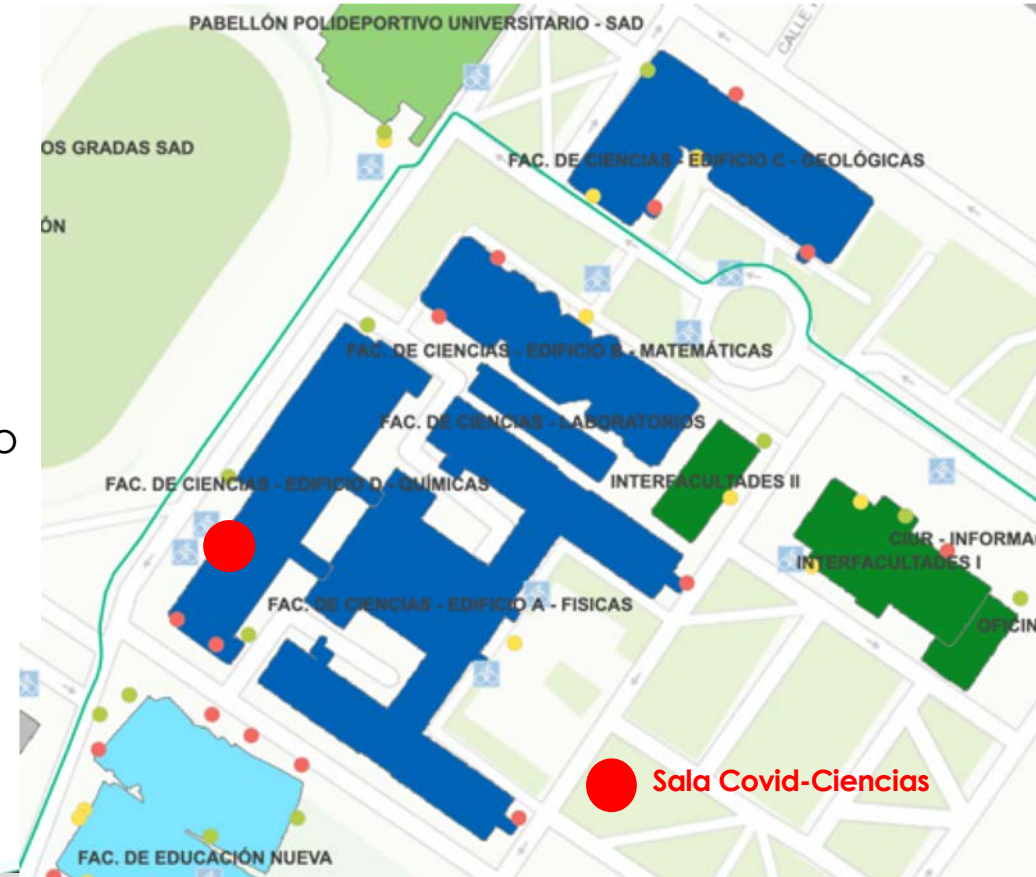 PABELLÓN POLIDEPORTIVO UNIVERSITARIO - SAD
CALLE
OS GRADAS SAD
FAC. DE CIENCIAS - EDIFICIO C - GEOLÓGICAS
ÓN
FAC. DE CIENCIAS - EDIFICIO B - MATEMÁTICAS
FAC. DE CIENCIAS - LABORATORIOS
O
FAC. DE CIENCIAS - EDIFICIO D - QUÍMICAS
INTERFACULTADES II
CIUR - INFORMA
INTERFACULTADES I
FAC. DE CIENCIAS - EDIFICIO A - FISICAS
OFICIN
Sala Covid-Ciencias
FAC. DE EDUCACIÓN NUEVA